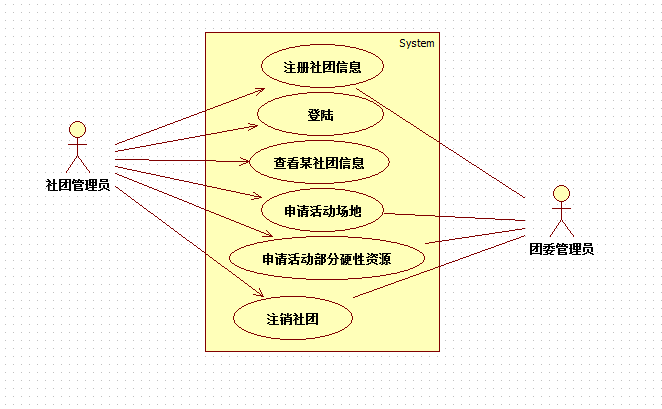 System
注册社团信息
登陆
查看某社团信息
社团管理员
申请活动场地
团委管理员
申请活动部分硬性资源
注销社团